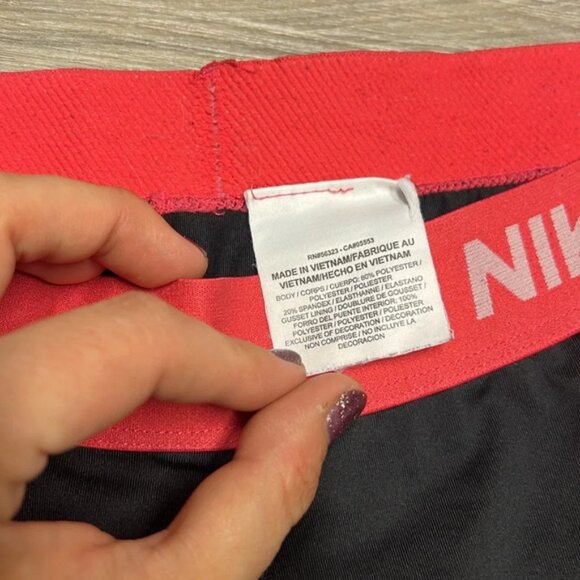 RN#56323 - CA#05553
MADE IN VIETNAM/FABRIQUE AU
VIETNAM/HECHO EN VIETNAM
BODY / CORPS / CUERPO: 80% POLYESTER /
POLYESTER / POLIÉSTER
20% SPANDEX / ELASTHANNE / ELASTANO
GUSSET LINING / DOUBLURE DE GOUSSET /
FORRO DEL PUENTE INTERIOR: 100%
POLYESTER / POLYESTER / POLIÉSTER
EXCLUSIVE OF DECORATION / DÉCORATION
NON COMPRISE / NO INCLUYE LA
DECORACIÓN
NIK